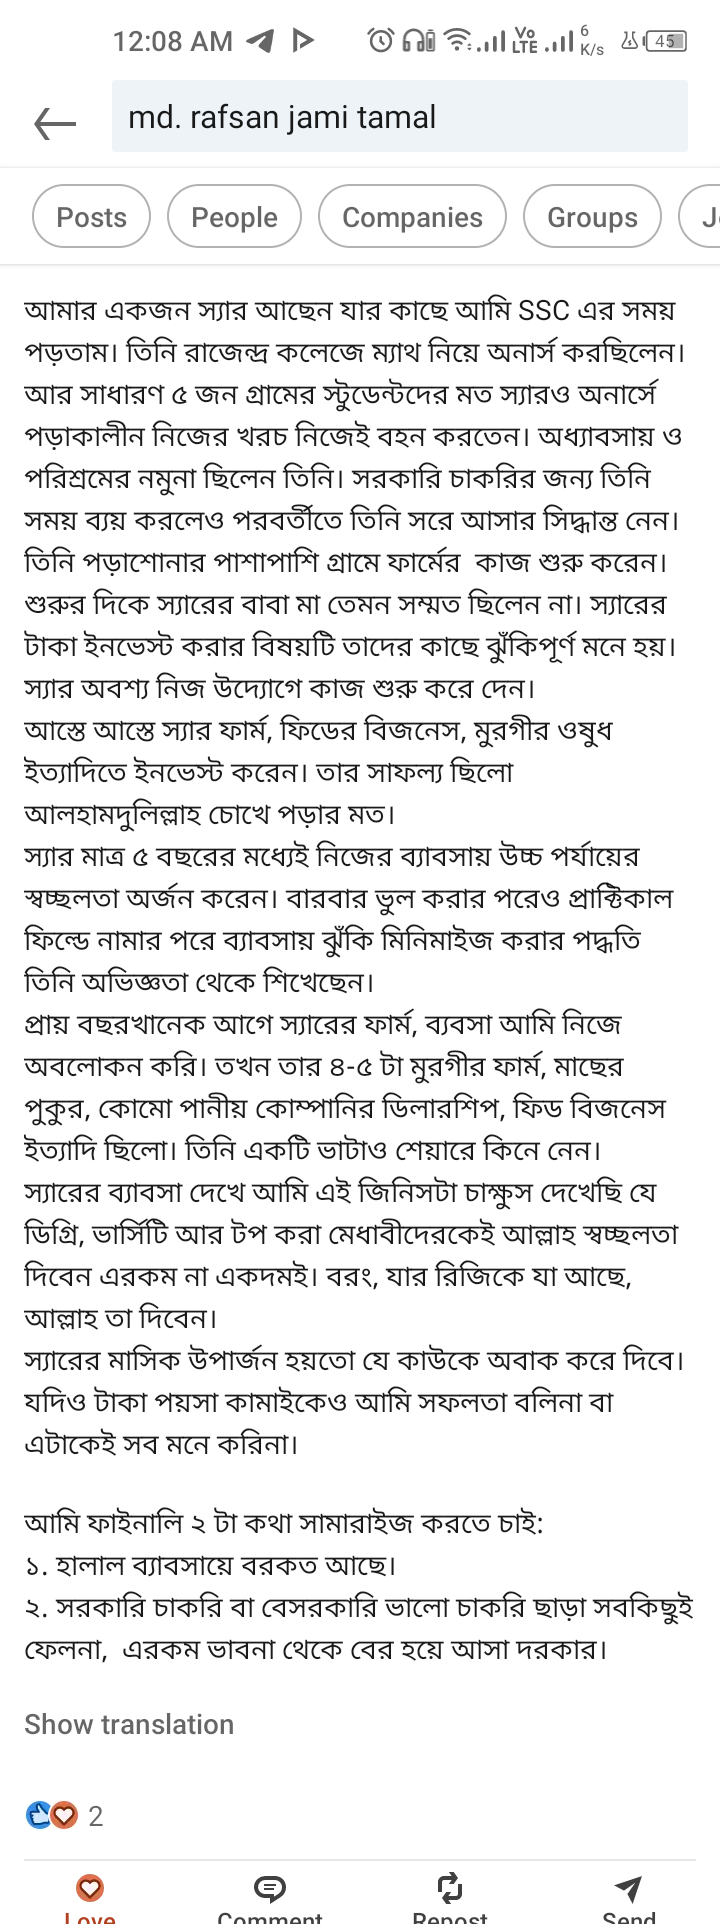 12:08 AM
Vo LTE 6 K/s 45
md. rafsan jami tamal
Posts People Companies Groups
আমার একজন স্যার আছেন যার কাছে আমি SSC এর সময়
পড়তাম। তিনি রাজেন্দ্র কলেজে ম্যাথ নিয়ে অনার্স করছিলেন।
আর সাধারণ ৫ জন গ্রামের স্টুডেন্টদের মত স্যারও অনার্সে
পড়াকালীন নিজের খরচ নিজেই বহন করতেন। অধ্যাবসায় ও
পরিশ্রমের নমুনা ছিলেন তিনি। সরকারি চাকরির জন্য তিনি
সময় ব্যয় করলেও পরবর্তীতে তিনি সরে আসার সিদ্ধান্ত নেন।
তিনি পড়াশোনার পাশাপাশি গ্রামে ফার্মের  কাজ শুরু করেন।
শুরুর দিকে স্যারের বাবা মা তেমন সম্মত ছিলেন না। স্যারের
টাকা ইনভেস্ট করার বিষয়টি তাদের কাছে ঝুঁকিপূর্ণ মনে হয়।
স্যার অবশ্য নিজ উদ্যোগে কাজ শুরু করে দেন।
আস্তে আস্তে স্যার ফার্ম, ফিডের বিজনেস, মুরগীর ওষুধ
ইত্যাদিতে ইনভেস্ট করেন। তার সাফল্য ছিলো
আলহামদুলিল্লাহ চোখে পড়ার মত।
স্যার মাত্র ৫ বছরের মধ্যেই নিজের ব্যাবসায় উচ্চ পর্যায়ের
স্বচ্ছলতা অর্জন করেন। বারবার ভুল করার পরেও প্রাক্টিকাল
ফিল্ডে নামার পরে ব্যাবসায় ঝুঁকি মিনিমাইজ করার পদ্ধতি
তিনি অভিজ্ঞতা থেকে শিখেছেন।
প্রায় বছরখানেক আগে স্যারের ফার্ম, ব্যবসা আমি নিজে
অবলোকন করি। তখন তার ৪-৫ টা মুরগীর ফার্ম, মাছের
পুকুর, কোমো পানীয় কোম্পানির ডিলারশিপ, ফিড বিজনেস
ইত্যাদি ছিলো। তিনি একটি ভাটাও শেয়ারে কিনে নেন।
স্যারের ব্যাবসা দেখে আমি এই জিনিসটা চাক্ষুস দেখেছি যে
ডিগ্রি, ভার্সিটি আর টপ করা মেধাবীদেরকেই আল্লাহ স্বচ্ছলতা
দিবেন এরকম না একদমই। বরং, যার রিজিকে যা আছে,
আল্লাহ তা দিবেন।
স্যারের মাসিক উপার্জন হয়তো যে কাউকে অবাক করে দিবে।
যদিও টাকা পয়সা কামাইকেও আমি সফলতা বলিনা বা
এটাকেই সব মনে করিনা।
আমি ফাইনালি ২ টা কথা সামারাইজ করতে চাই:
১. হালাল ব্যাবসায়ে বরকত আছে।
২. সরকারি চাকরি বা বেসরকারি ভালো চাকরি ছাড়া সবকিছুই
ফেলনা,  এরকম ভাবনা থেকে বের হয়ে আসা দরকার।
Show translation
2
Love Comment Repost Send